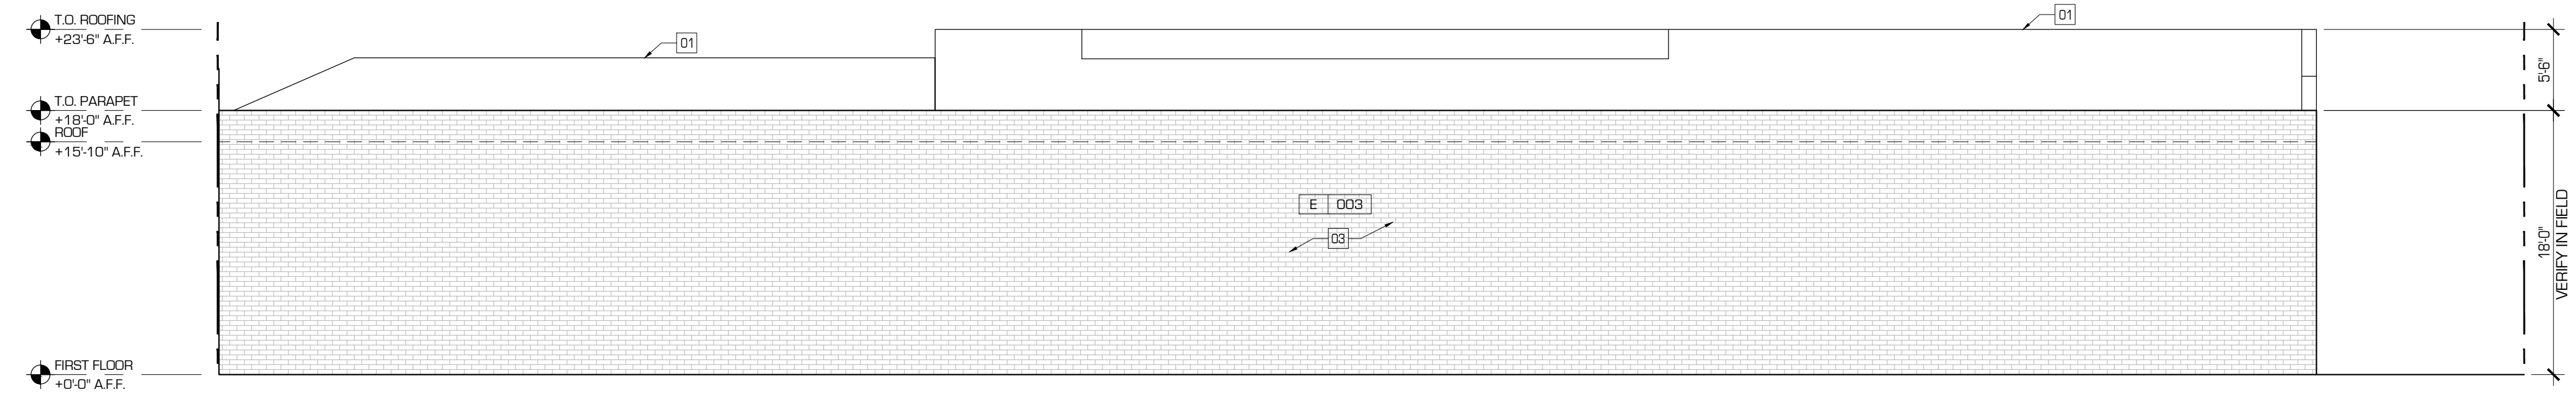 T.O. ROOFING
+23'-6" A.F.F.
T.O. PARAPET
+18'-0" A.F.F.
ROOF
+15'-10" A.F.F.
FIRST FLOOR
+0'-0" A.F.F.
01
01
E 003
03
5'-6"
18'-0"
VERIFY IN FIELD